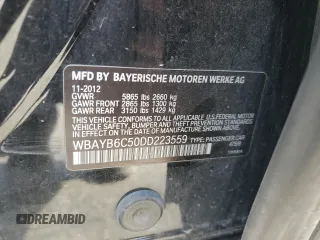 MFD BY BAYERISCHE MOTOREN WERKE AG
11-2012
GVWR 5865 lbs 2660 kg
GAWR FRONT 2865 lbs 1300 kg
GAWR REAR 3150 lbs 1429 kg
THIS VEHICLE CONFORMS TO ALL APPLICABLE FEDERAL MOTOR VEHICLE SAFETY, BUMPER, AND THEFT PREVENTION STANDARDS IN EFFECT ON THE DATE OF MANUFACTURE SHOWN ABOVE.
WBAYB6C50DD223559 TYPE: PASSENGER CAR
DREAMBID